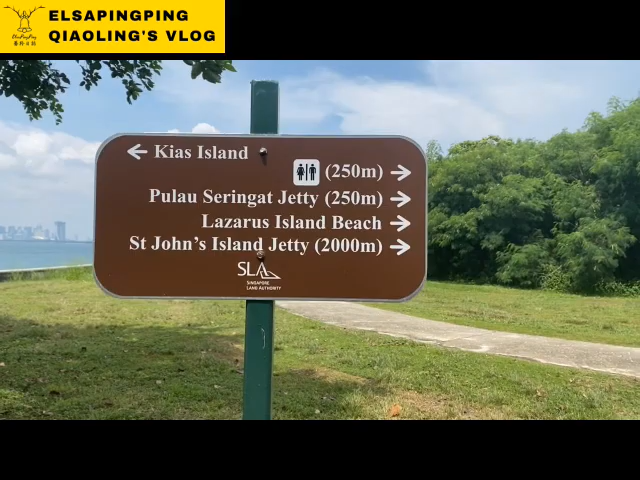 ELSAPINGPING
QIAOLING'S VLOG
Kias Island
(250m)
Pulau Seringat Jetty (250m)
Lazarus Island Beach
St John's Island Jetty (2000m)
SLA
SINGAPORE
LAND AUTHORITY